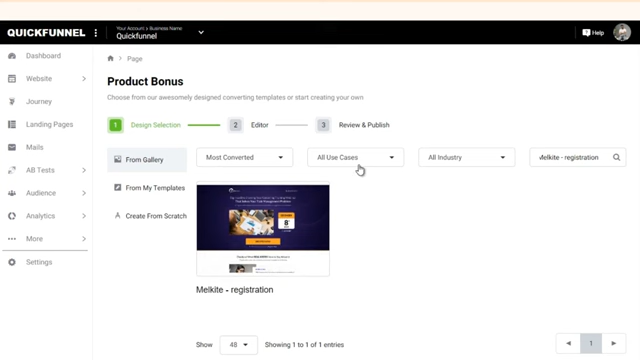 QUICKFUNNEL
Your Account > Business Name
Quickfunnel
Help
Dashboard
Website
Journey
Landing Pages
Mails
AB Tests
Audience
Analytics
More
Settings
Page
Product Bonus
Choose from our awesomely designed converting templates or start creating your own
1 Design Selection
2 Editor
3 Review & Publish
From Gallery
From My Templates
Create From Scratch
Most Converted
All Use Cases
All Industry
Melkite - registration
Melkite - registration
Show 48 Showing 1 to 1 of 1 entries
1